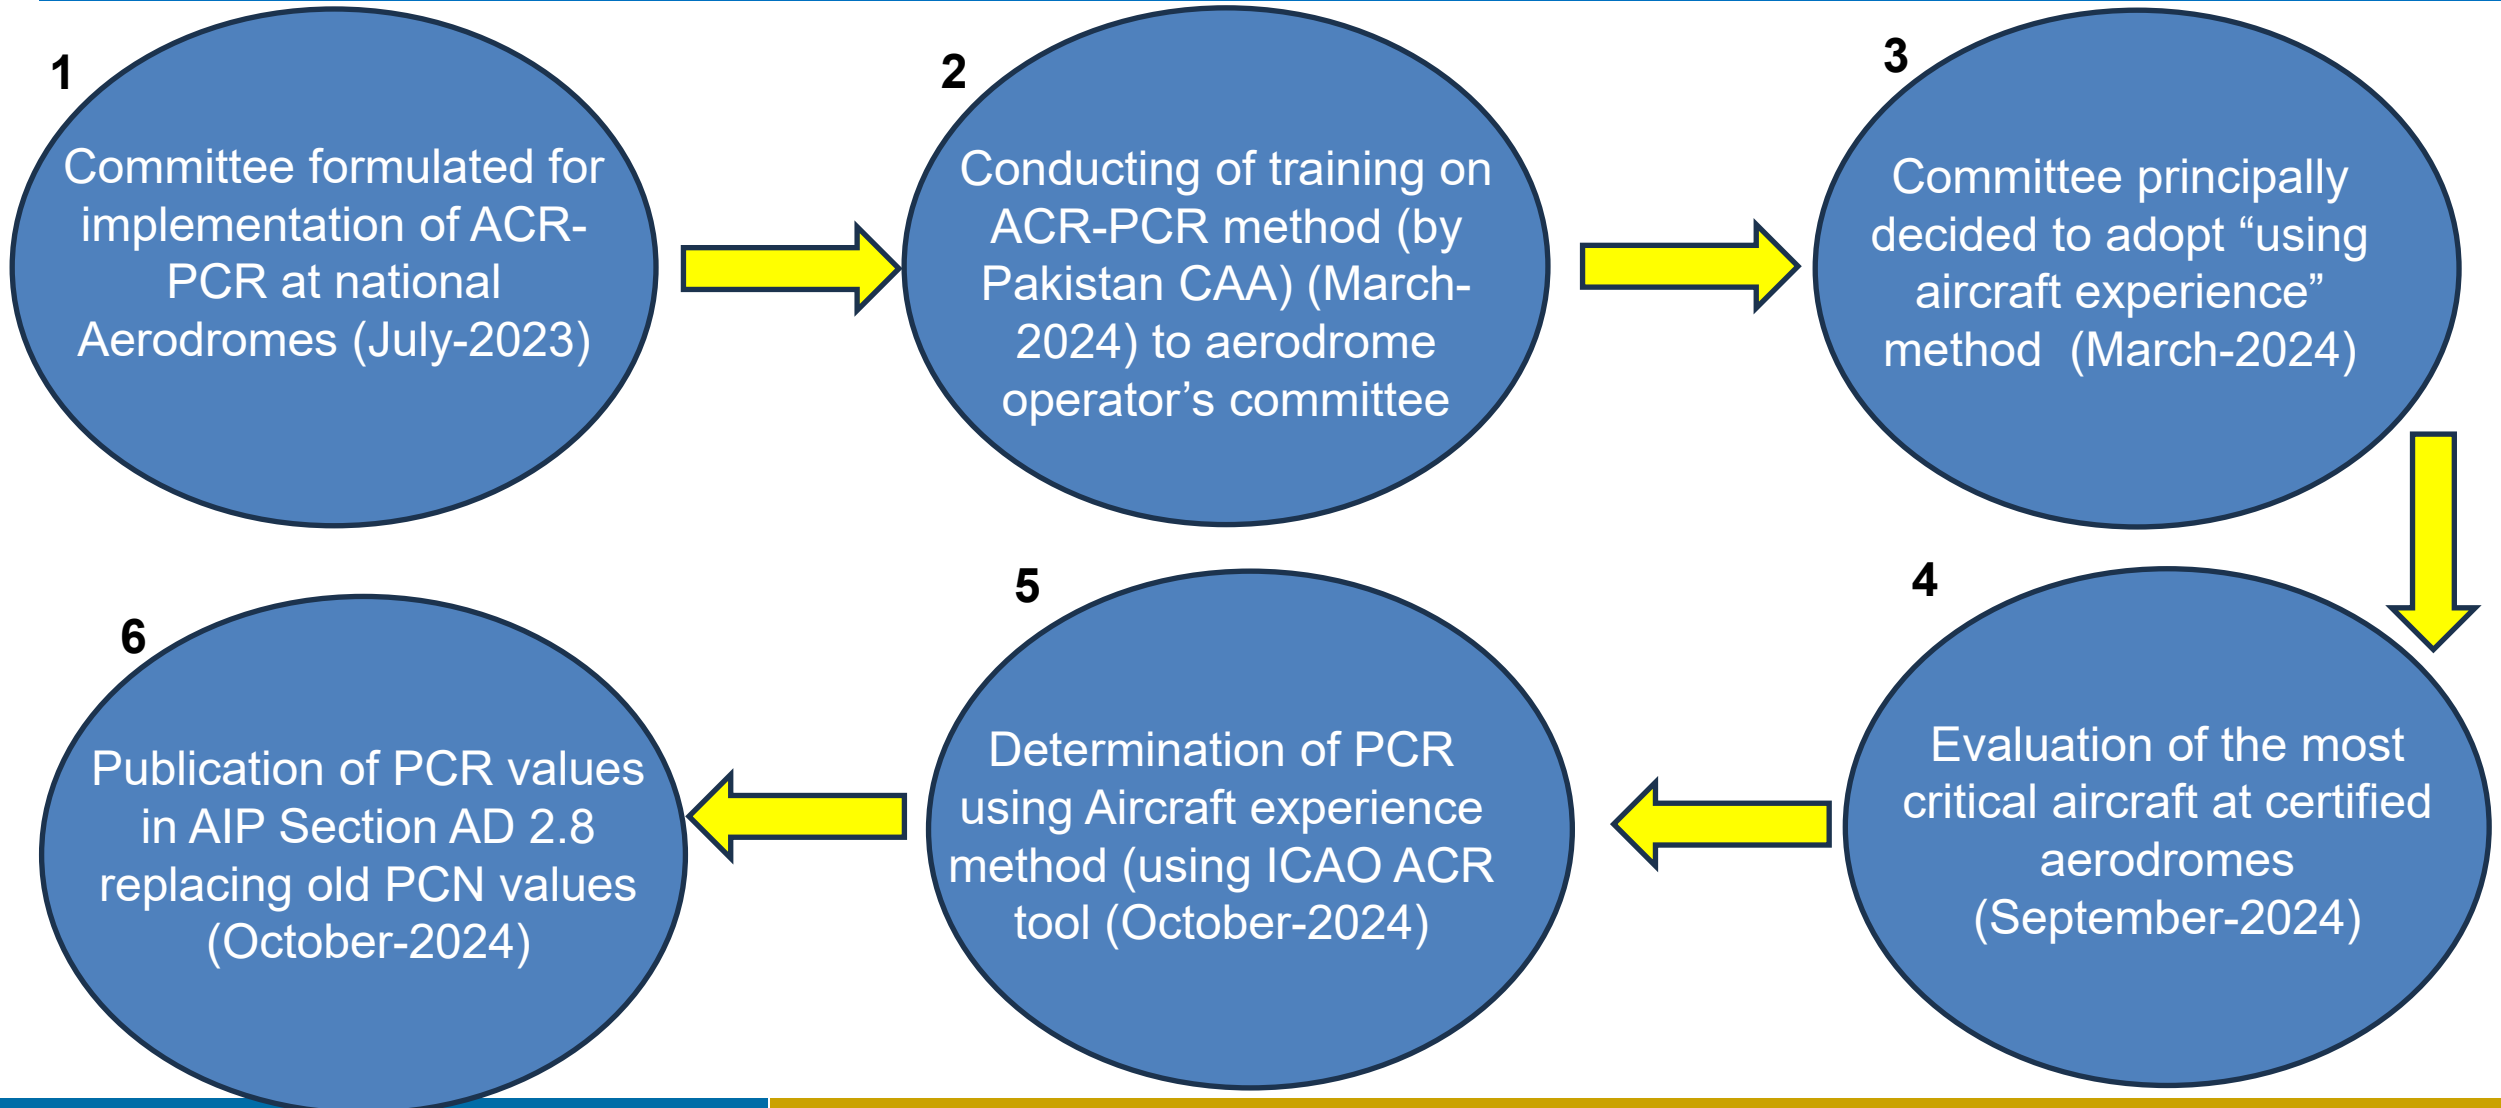 1
Committee formulated for
implementation of ACR-
PCR at national
Aerodromes (July-2023)
2
Conducting of training on
ACR-PCR method (by
Pakistan CAA) (March-
2024) to aerodrome
operator’s committee
3
Committee principally
decided to adopt “using
aircraft experience”
method  (March-2024)
4
Evaluation of the most
critical aircraft at certified
aerodromes
(September-2024)
5
Determination of PCR
using Aircraft experience
method (using ICAO ACR
tool (October-2024)
6
Publication of PCR values
in AIP Section AD 2.8
replacing old PCN values
(October-2024)